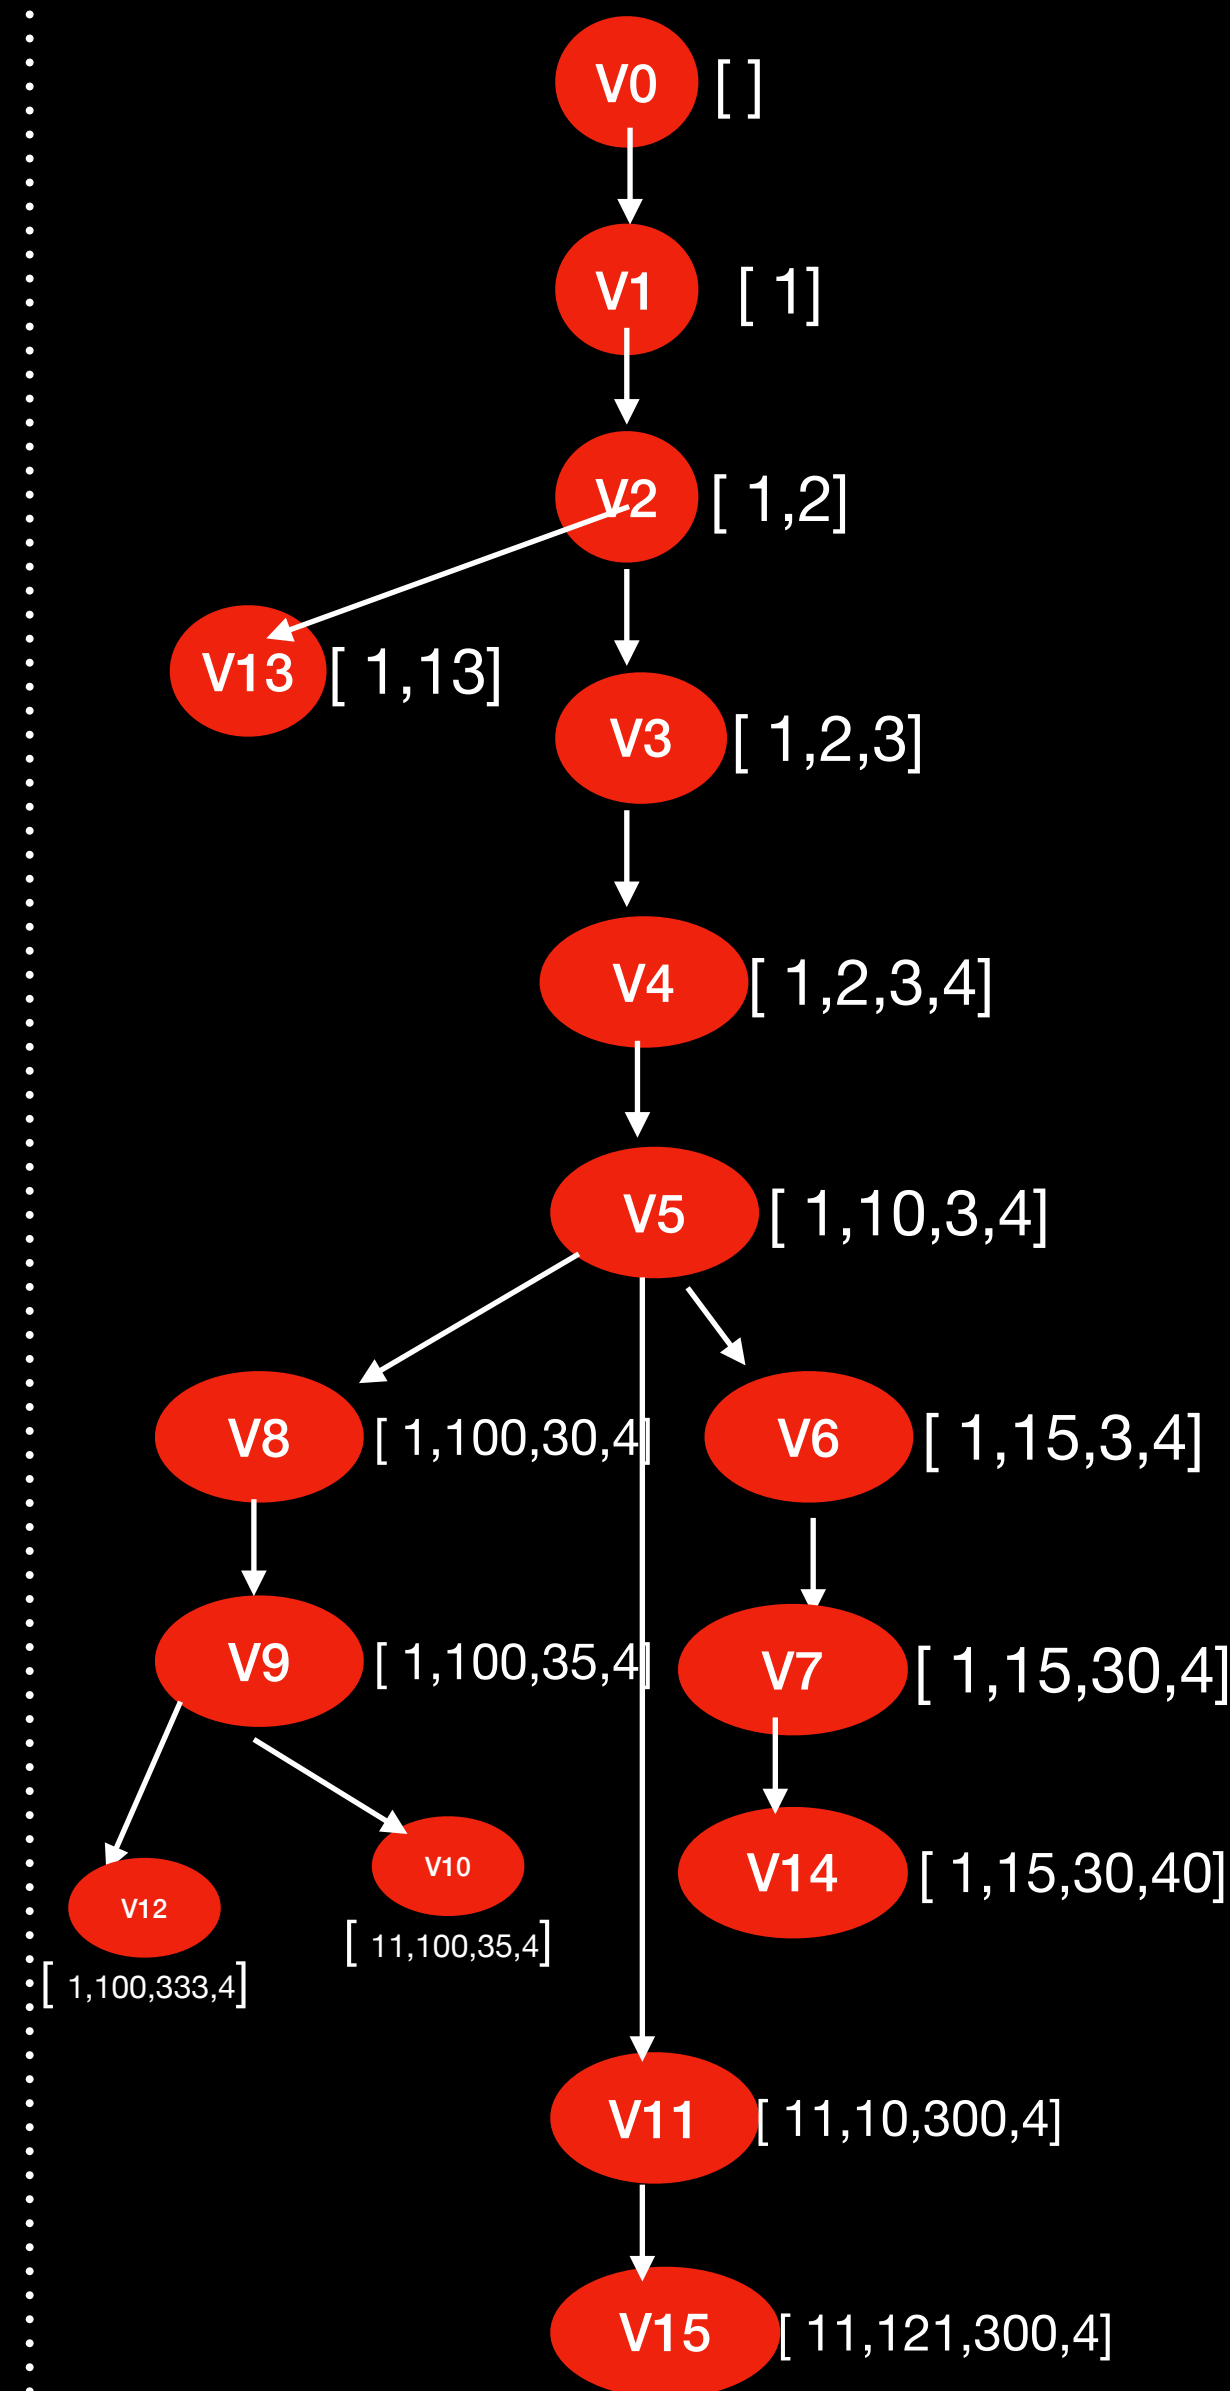 V0 [ ]
V1 [ 1]
V2 [ 1,2]
V13 [ 1,13]
V3 [ 1,2,3]
V4 [ 1,2,3,4]
V5 [ 1,10,3,4]
V8 [ 1,100,30,4]
V6 [ 1,15,3,4]
V9 [ 1,100,35,4]
V7 [ 1,15,30,4]
V10
[ 11,100,35,4]
V14 [ 1,15,30,40]
V12
[ 1,100,333,4]
V11 [ 11,10,300,4]
V15 [ 11,121,300,4]